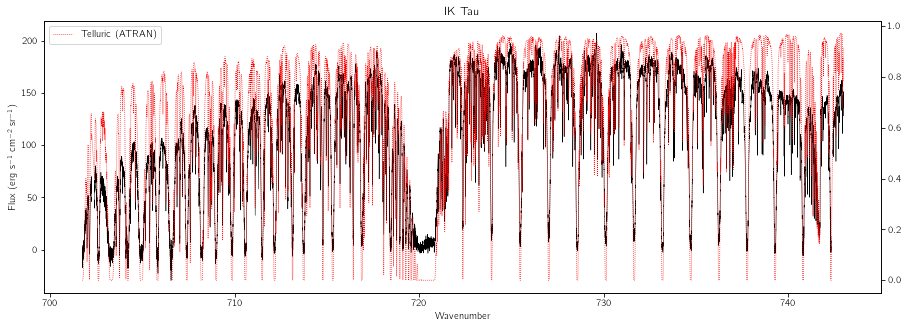 IK Tau
Telluric (ATRAN)
200
150
100
50
0
Flux (erg s⁻¹ cm⁻² sr⁻¹)
1.0
0.8
0.6
0.4
0.2
0.0
700 710 720 730 740
Wavenumber